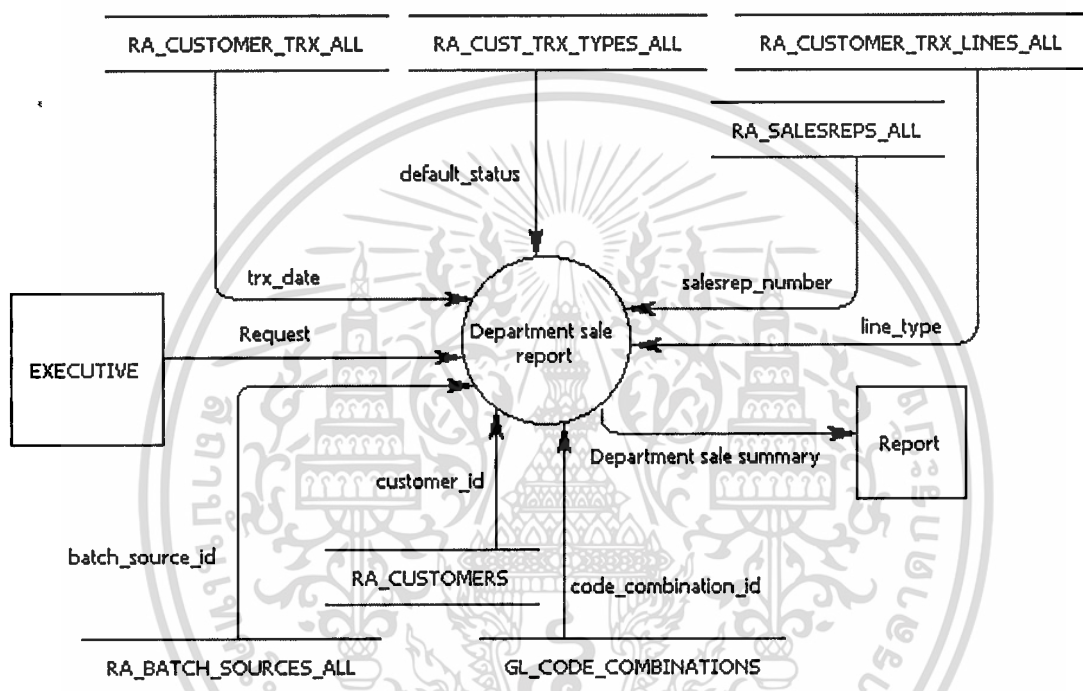 RA_CUSTOMER_TRX_ALL
RA_CUST_TRX_TYPES_ALL
RA_CUSTOMER_TRX_LINES_ALL
RA_SALESREPS_ALL
default_status
trx_date
salesrep_number
Request
line_type
EXECUTIVE
Department sale
report
Report
Department sale summary
customer_id
batch_source_id
RA_CUSTOMERS
code_combination_id
RA_BATCH_SOURCES_ALL
GL_CODE_COMBINATIONS